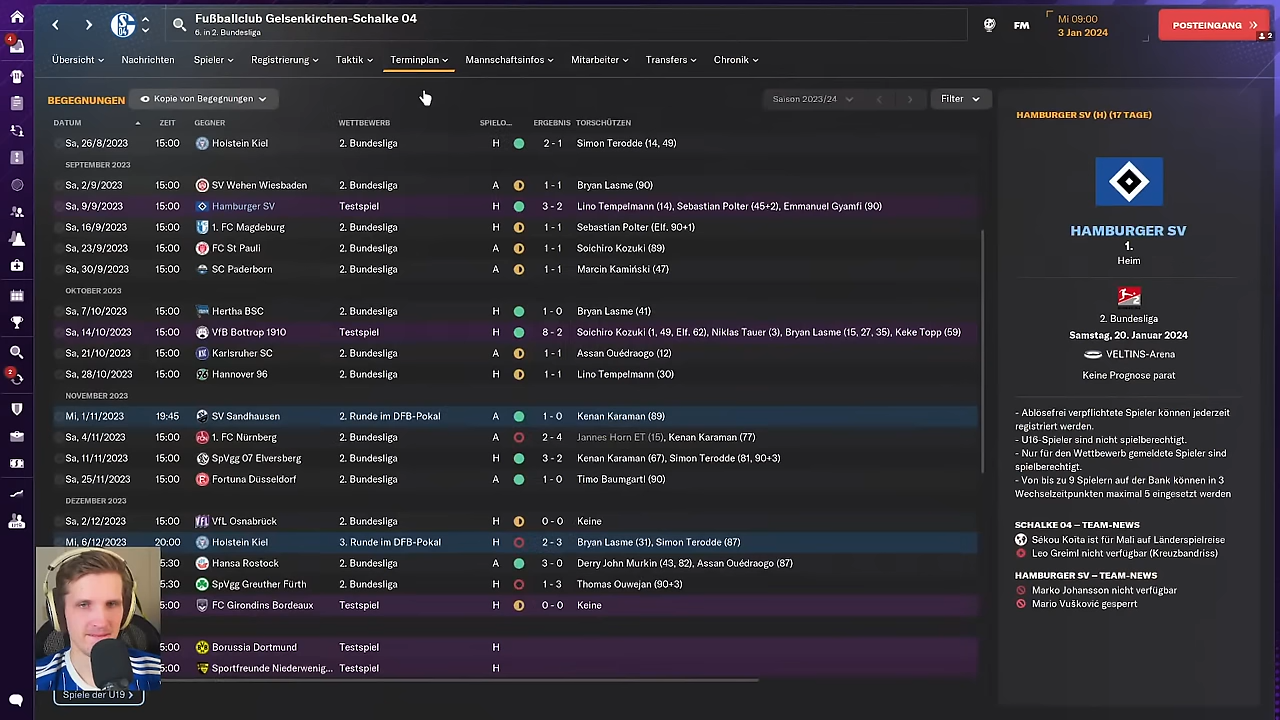 Fußballclub Gelsenkirchen-Schalke 04
6. in 2. Bundesliga
FM
Mi 09:00
3 Jan 2024
POSTEINGANG
2
4
Übersicht
Nachrichten
Spieler
Registrierung
Taktik
Terminplan
Mannschaftsinfos
Mitarbeiter
Transfers
Chronik
BEGEGNUNGEN
Kopie von Begegnungen
Saison 2023/24
Filter
DATUM ZEIT GEGNER WETTBEWERB SPIELO... ERGEBNIS TORSCHÜTZEN
Sa, 26/8/2023 15:00 Holstein Kiel 2. Bundesliga H 2 - 1 Simon Terodde (14, 49)
SEPTEMBER 2023
Sa, 2/9/2023 15:00 SV Wehen Wiesbaden 2. Bundesliga A 1 - 1 Bryan Lasme (90)
Sa, 9/9/2023 15:00 Hamburger SV Testspiel H 3 - 2 Lino Tempelmann (14), Sebastian Polter (45+2), Emmanuel Gyamfi (90)
Sa, 16/9/2023 15:00 1. FC Magdeburg 2. Bundesliga H 1 - 1 Sebastian Polter (Elf. 90+1)
Sa, 23/9/2023 15:00 FC St Pauli 2. Bundesliga A 1 - 1 Soichiro Kozuki (89)
Sa, 30/9/2023 15:00 SC Paderborn 2. Bundesliga A 1 - 1 Marcin Kamiński (47)
OKTOBER 2023
Sa, 7/10/2023 15:00 Hertha BSC 2. Bundesliga H 1 - 0 Bryan Lasme (41)
Sa, 14/10/2023 15:00 VfB Bottrop 1910 Testspiel H 8 - 2 Soichiro Kozuki (1, 49, Elf. 62), Niklas Tauer (3), Bryan Lasme (15, 27, 35), Keke Topp (59)
Sa, 21/10/2023 15:00 Karlsruher SC 2. Bundesliga A 1 - 1 Assan Ouédraogo (12)
Sa, 28/10/2023 15:00 Hannover 96 2. Bundesliga H 1 - 1 Lino Tempelmann (30)
NOVEMBER 2023
Mi, 1/11/2023 19:45 SV Sandhausen 2. Runde im DFB-Pokal A 1 - 0 Kenan Karaman (89)
Sa, 4/11/2023 15:00 1. FC Nürnberg 2. Bundesliga A 2 - 4 Jannes Horn ET (15), Kenan Karaman (77)
Sa, 11/11/2023 15:00 SpVgg 07 Elversberg 2. Bundesliga H 3 - 2 Kenan Karaman (67), Simon Terodde (81, 90+3)
Sa, 25/11/2023 15:00 Fortuna Düsseldorf 2. Bundesliga A 1 - 0 Timo Baumgartl (90)
DEZEMBER 2023
Sa, 2/12/2023 15:00 VfL Osnabrück 2. Bundesliga H 0 - 0 Keine
Mi, 6/12/2023 20:00 Holstein Kiel 3. Runde im DFB-Pokal H 2 - 3 Bryan Lasme (31), Simon Terodde (87)
5:30 Hansa Rostock 2. Bundesliga A 3 - 0 Derry John Murkin (43, 82), Assan Ouédraogo (87)
5:30 SpVgg Greuther Fürth 2. Bundesliga H 1 - 3 Thomas Ouwejan (90+3)
5:00 FC Girondins Bordeaux Testspiel H 0 - 0 Keine
5:00 Borussia Dortmund Testspiel H
5:00 Sportfreunde Niederwenig... Testspiel H
Spiele der U19
2
U19
HAMBURGER SV (H) (17 TAGE)
HAMBURGER SV
1.
Heim
2. Bundesliga
Samstag, 20. Januar 2024
VELTINS-Arena
Keine Prognose parat
- Ablösefrei verpflichtete Spieler können jederzeit
registriert werden.
- U16-Spieler sind nicht spielberechtigt.
- Nur für den Wettbewerb gemeldete Spieler sind
spielberechtigt.
- Von bis zu 9 Spielern auf der Bank können in 3
Wechselzeitpunkten maximal 5 eingesetzt werden
SCHALKE 04 – TEAM-NEWS
Sékou Koita ist für Mali auf Länderspielreise
Leo Greiml nicht verfügbar (Kreuzbandriss)
HAMBURGER SV – TEAM-NEWS
Marko Johansson nicht verfügbar
Mario Vušković gesperrt